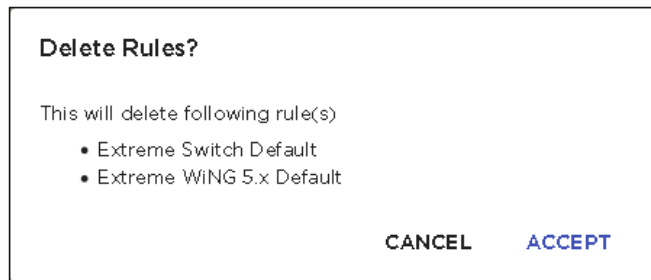 Delete Rules?
This will delete following rule(s)
• Extreme Switch Default
• Extreme WiNG 5.x Default
CANCEL ACCEPT